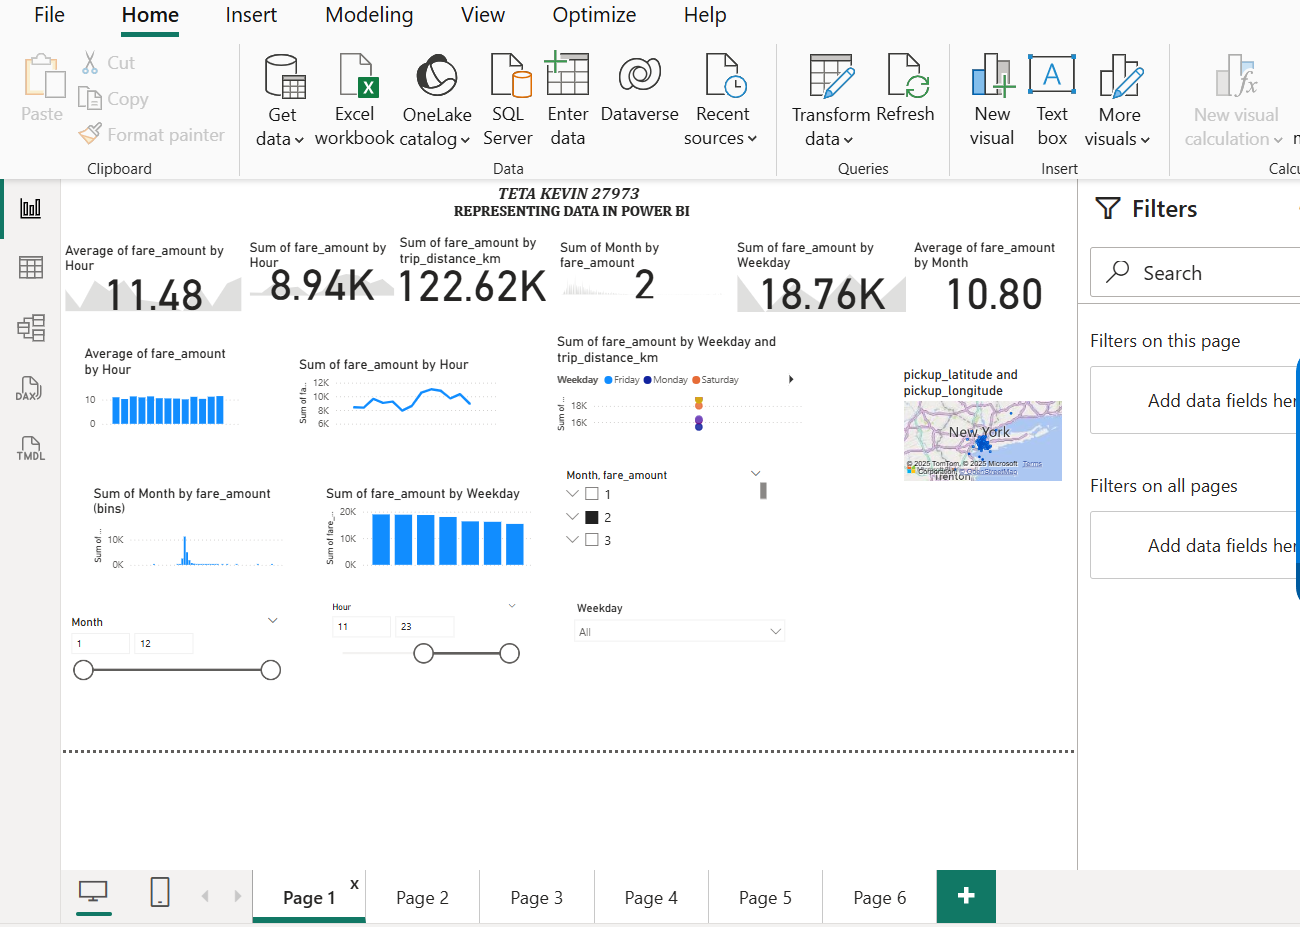 File Home Insert Modeling View Optimize Help
Paste
Cut
Copy
Format painter
Clipboard
Get data
Excel workbook
OneLake catalog
SQL Server
Enter data
Dataverse
Recent sources
Data
Transform data
Refresh
Queries
New visual
Text box
More visuals
Insert
New visual calculation
Calcu
TETA KEVIN 27973
REPRESENTING DATA IN POWER BI
Average of fare_amount by
Hour
11.48
Sum of fare_amount by
Hour
8.94K
Sum of fare_amount by
trip_distance_km
122.62K
Sum of Month by
fare_amount
2
Sum of fare_amount by
Weekday
18.76K
Average of fare_amount
by Month
10.80
Average of fare_amount
by Hour
10
0
Sum of fare_amount by Hour
Sum of fa...
12K
10K
8K
6K
Sum of fare_amount by Weekday and
trip_distance_km
Weekday Friday Monday Saturday
Sum of...
18K
16K
pickup_latitude and
pickup_longitude
New York
Trenton
© 2025 TomTom, © 2025 Microsoft Terms
Corporation, © OpenStreetMap
Sum of Month by fare_amount
(bins)
Sum of ...
10K
0K
Sum of fare_amount by Weekday
Sum of fare_...
20K
10K
0K
Month, fare_amount
1
2
3
Month
1 12
Hour
11 23
Weekday
All
DAX
TMDL
Filters
Search
Filters on this page
Add data fields her
Filters on all pages
Add data fields her
Page 1 x
Page 2
Page 3
Page 4
Page 5
Page 6
+